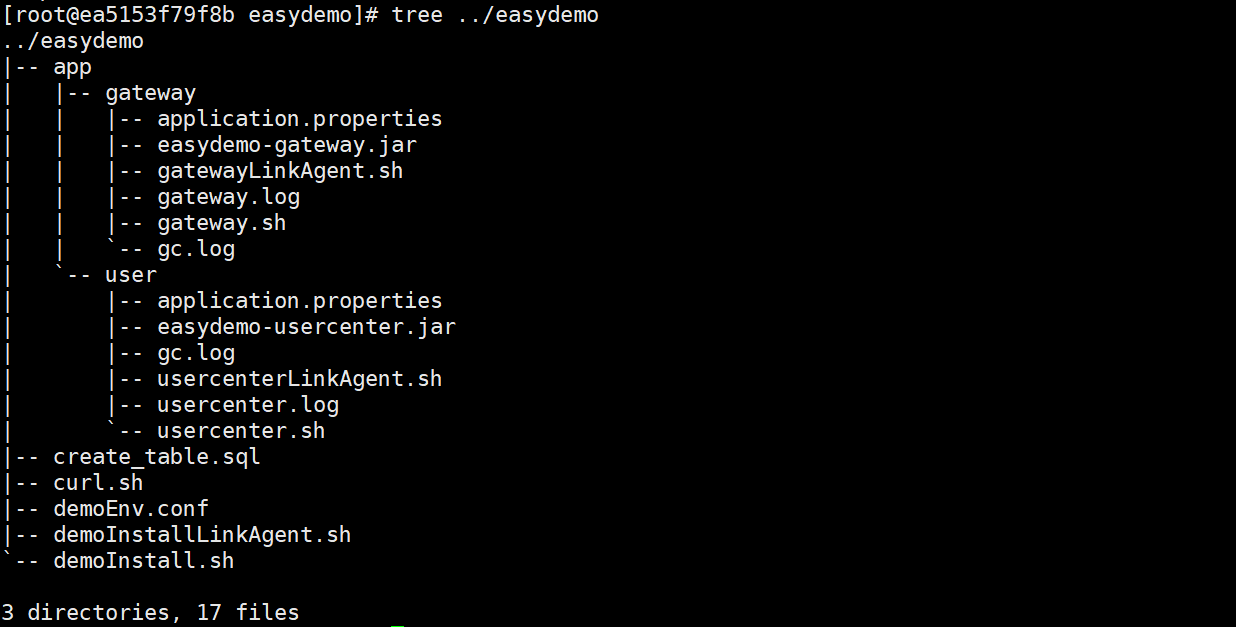 [root@ea5153f79f8b easydemo]# tree ../easydemo
../easydemo
|-- app
|   |-- gateway
|   |   |-- application.properties
|   |   |-- easydemo-gateway.jar
|   |   |-- gatewayLinkAgent.sh
|   |   |-- gateway.log
|   |   |-- gateway.sh
|   |   `-- gc.log
|   `-- user
|       |-- application.properties
|       |-- easydemo-usercenter.jar
|       |-- gc.log
|       |-- usercenterLinkAgent.sh
|       |-- usercenter.log
|       `-- usercenter.sh
|-- create_table.sql
|-- curl.sh
|-- demoEnv.conf
|-- demoInstallLinkAgent.sh
`-- demoInstall.sh

3 directories, 17 files